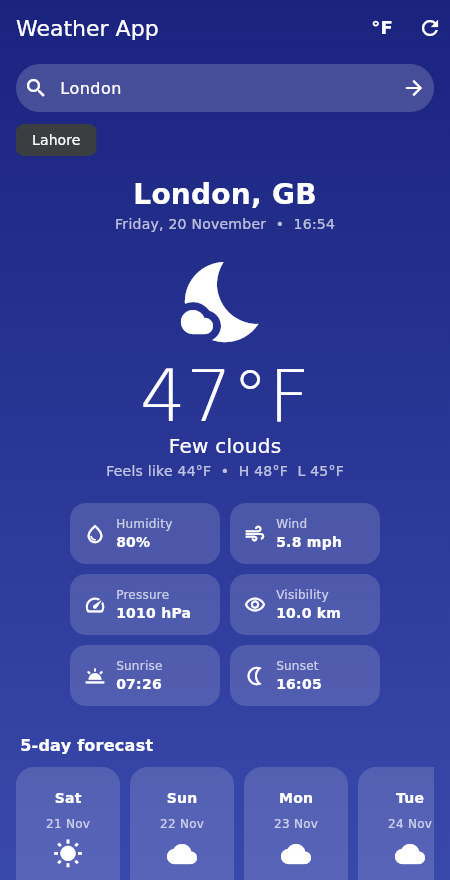 Weather App
°F
London
Lahore
London, GB
Friday, 20 November • 16:54
47°F
Few clouds
Feels like 44°F • H 48°F L 45°F
Humidity
80%
Wind
5.8 mph
Pressure
1010 hPa
Visibility
10.0 km
Sunrise
07:26
Sunset
16:05
5-day forecast
Sat
21 Nov
Sun
22 Nov
Mon
23 Nov
Tue
24 Nov